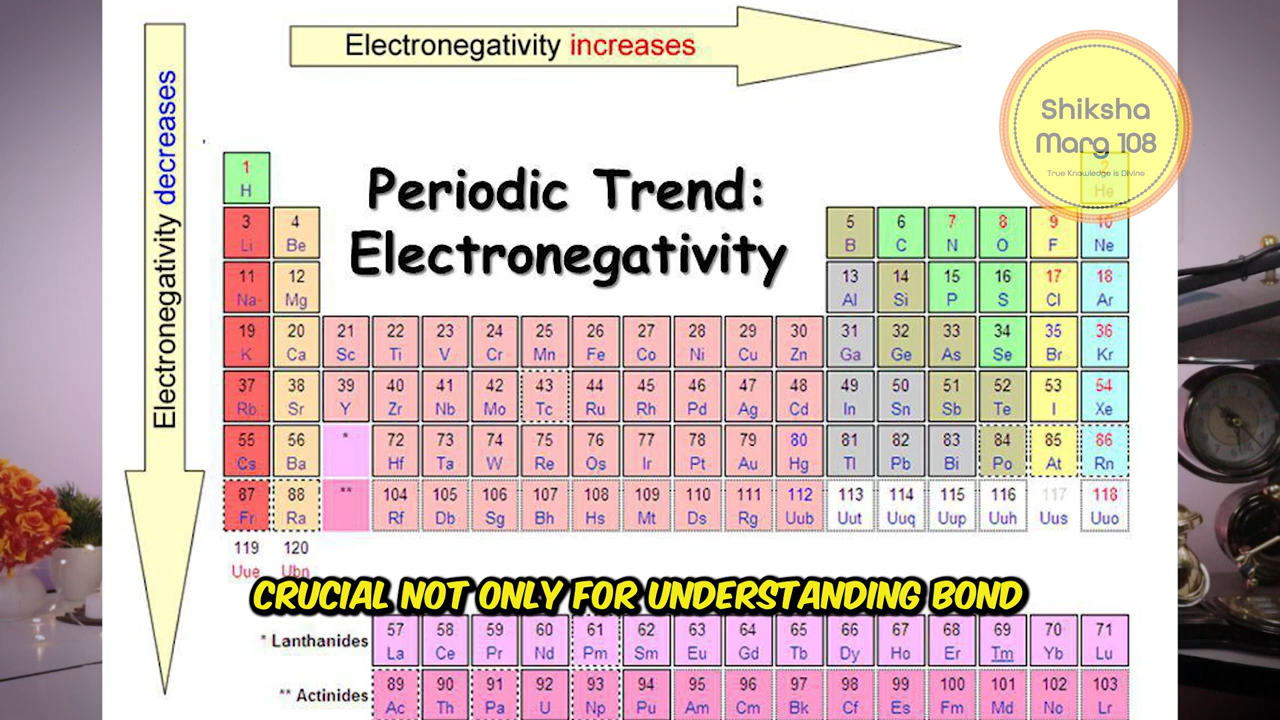 Electronegativity increases
Electronegativity decreases
Shiksha
Marg 108
True Knowledge is Divine
Periodic Trend:
Electronegativity
1 2
H He
3 4 5 6 7 8 9 10
Li Be B C N O F Ne
11 12 13 14 15 16 17 18
Na Mg Al Si P S Cl Ar
19 20 21 22 23 24 25 26 27 28 29 30 31 32 33 34 35 36
K Ca Sc Ti V Cr Mn Fe Co Ni Cu Zn Ga Ge As Se Br Kr
37 38 39 40 41 42 43 44 45 46 47 48 49 50 51 52 53 54
Rb Sr Y Zr Nb Mo Tc Ru Rh Pd Ag Cd In Sn Sb Te I Xe
55 56 * 72 73 74 75 76 77 78 79 80 81 82 83 84 85 86
Cs Ba Hf Ta W Re Os Ir Pt Au Hg Tl Pb Bi Po At Rn
87 88 ** 104 105 106 107 108 109 110 111 112 113 114 115 116 117 118
Fr Ra Rf Db Sg Bh Hs Mt Ds Rg Uub Uut Uuq Uup Uuh Uus Uuo
119 120
Uue Ubn
CRUCIAL NOT ONLY FOR UNDERSTANDING BOND
* Lanthanides
57 58 59 60 61 62 63 64 65 66 67 68 69 70 71
La Ce Pr Nd Pm Sm Eu Gd Tb Dy Ho Er Tm Yb Lu
** Actinides
89 90 91 92 93 94 95 96 97 98 99 100 101 102 103
Ac Th Pa U Np Pu Am Cm Bk Cf Es Fm Md No Lr